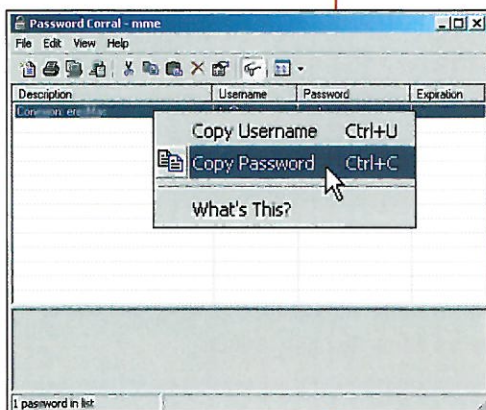 Password Corral - mme
File Edit View Help
Description Username Password Expiration
Copy Username Ctrl+U
Copy Password Ctrl+C
What's This?
1 password in list